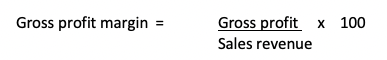 Gross profit margin = Gross profit x 100
Sales revenue